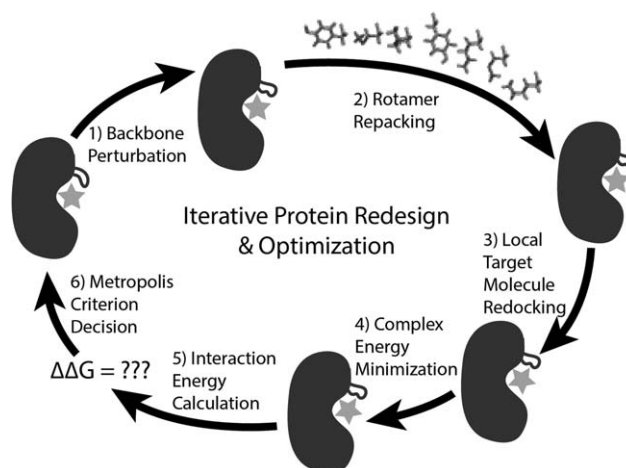 1) Backbone
Perturbation
2) Rotamer
Repacking
Iterative Protein Redesign
& Optimization
3) Local
Target
Molecule
Redocking
4) Complex
Energy
Minimization
5) Interaction
Energy
Calculation
ΔΔG = ???
6) Metropolis
Criterion
Decision